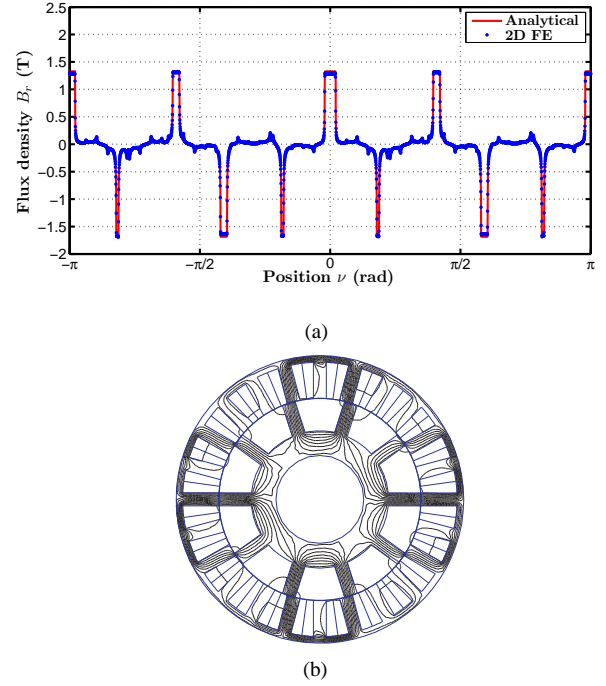 2.5
2
1.5
1
0.5
0
−0.5
−1
−1.5
−2
Flux density B_r (T)
Analytical
2D FE
−π
−π/2
0
π/2
π
Position ν (rad)
(a)
(b)